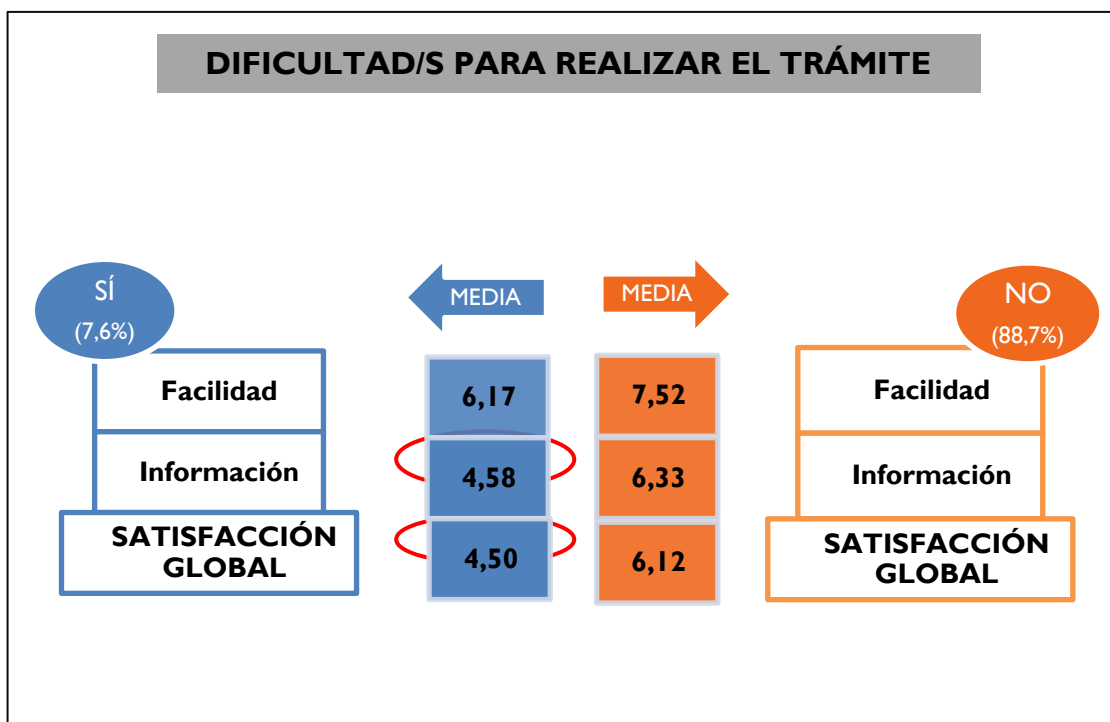 DIFICULTAD/S PARA REALIZAR EL TRÁMITE
SÍ
(7,6%)
MEDIA
MEDIA
NO
(88,7%)
Facilidad
6,17
7,52
Facilidad
Información
4,58
6,33
Información
SATISFACCIÓN
GLOBAL
4,50
6,12
SATISFACCIÓN
GLOBAL